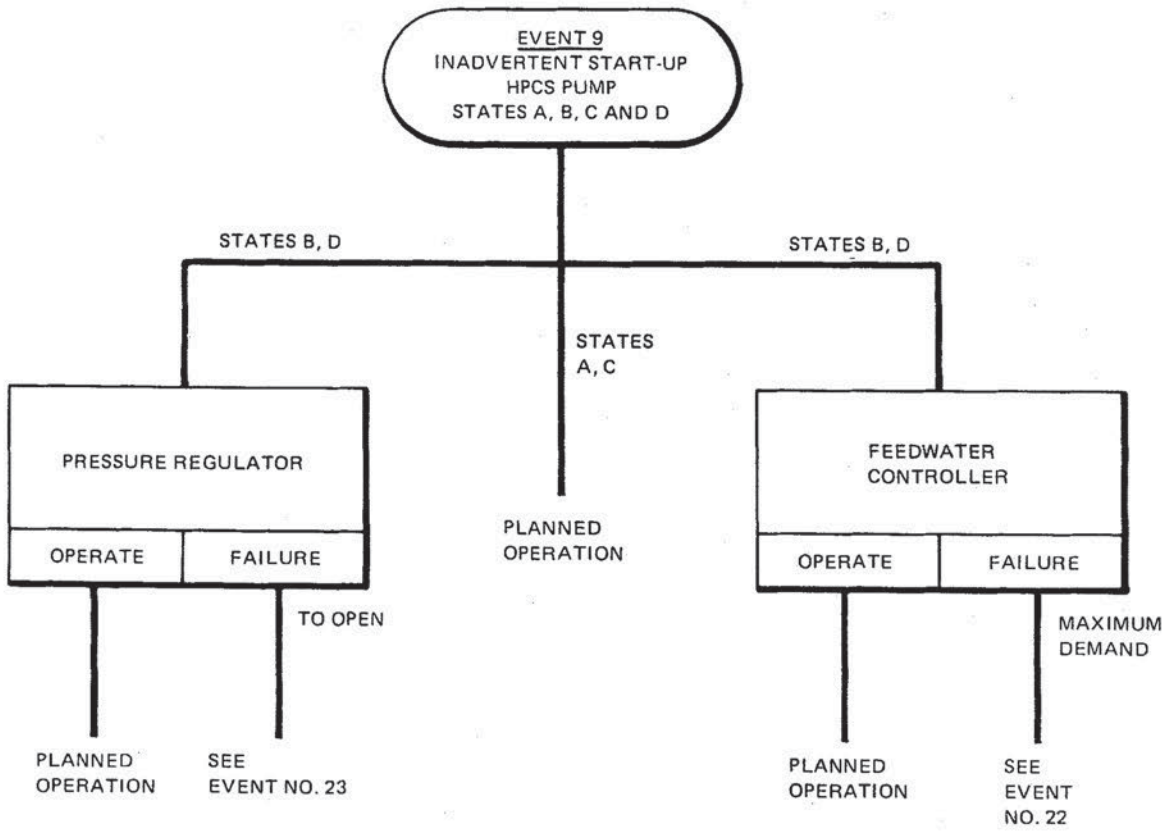 EVENT 9
INADVERTENT START-UP
HPCS PUMP
STATES A, B, C AND D
STATES B, D
STATES B, D
STATES
A, C
PRESSURE REGULATOR
OPERATE
FAILURE
TO OPEN
PLANNED
OPERATION
SEE
EVENT NO. 23
PLANNED
OPERATION
FEEDWATER
CONTROLLER
OPERATE
FAILURE
MAXIMUM
DEMAND
PLANNED
OPERATION
SEE
EVENT
NO. 22